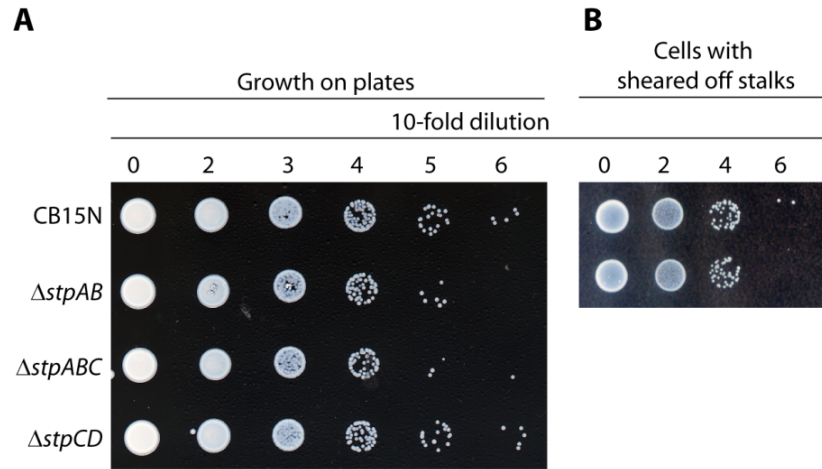 A
B
Growth on plates
Cells with
sheared off stalks
10-fold dilution
0 2 3 4 5 6
0 2 4 6
CB15N
ΔstpAB
ΔstpABC
ΔstpCD